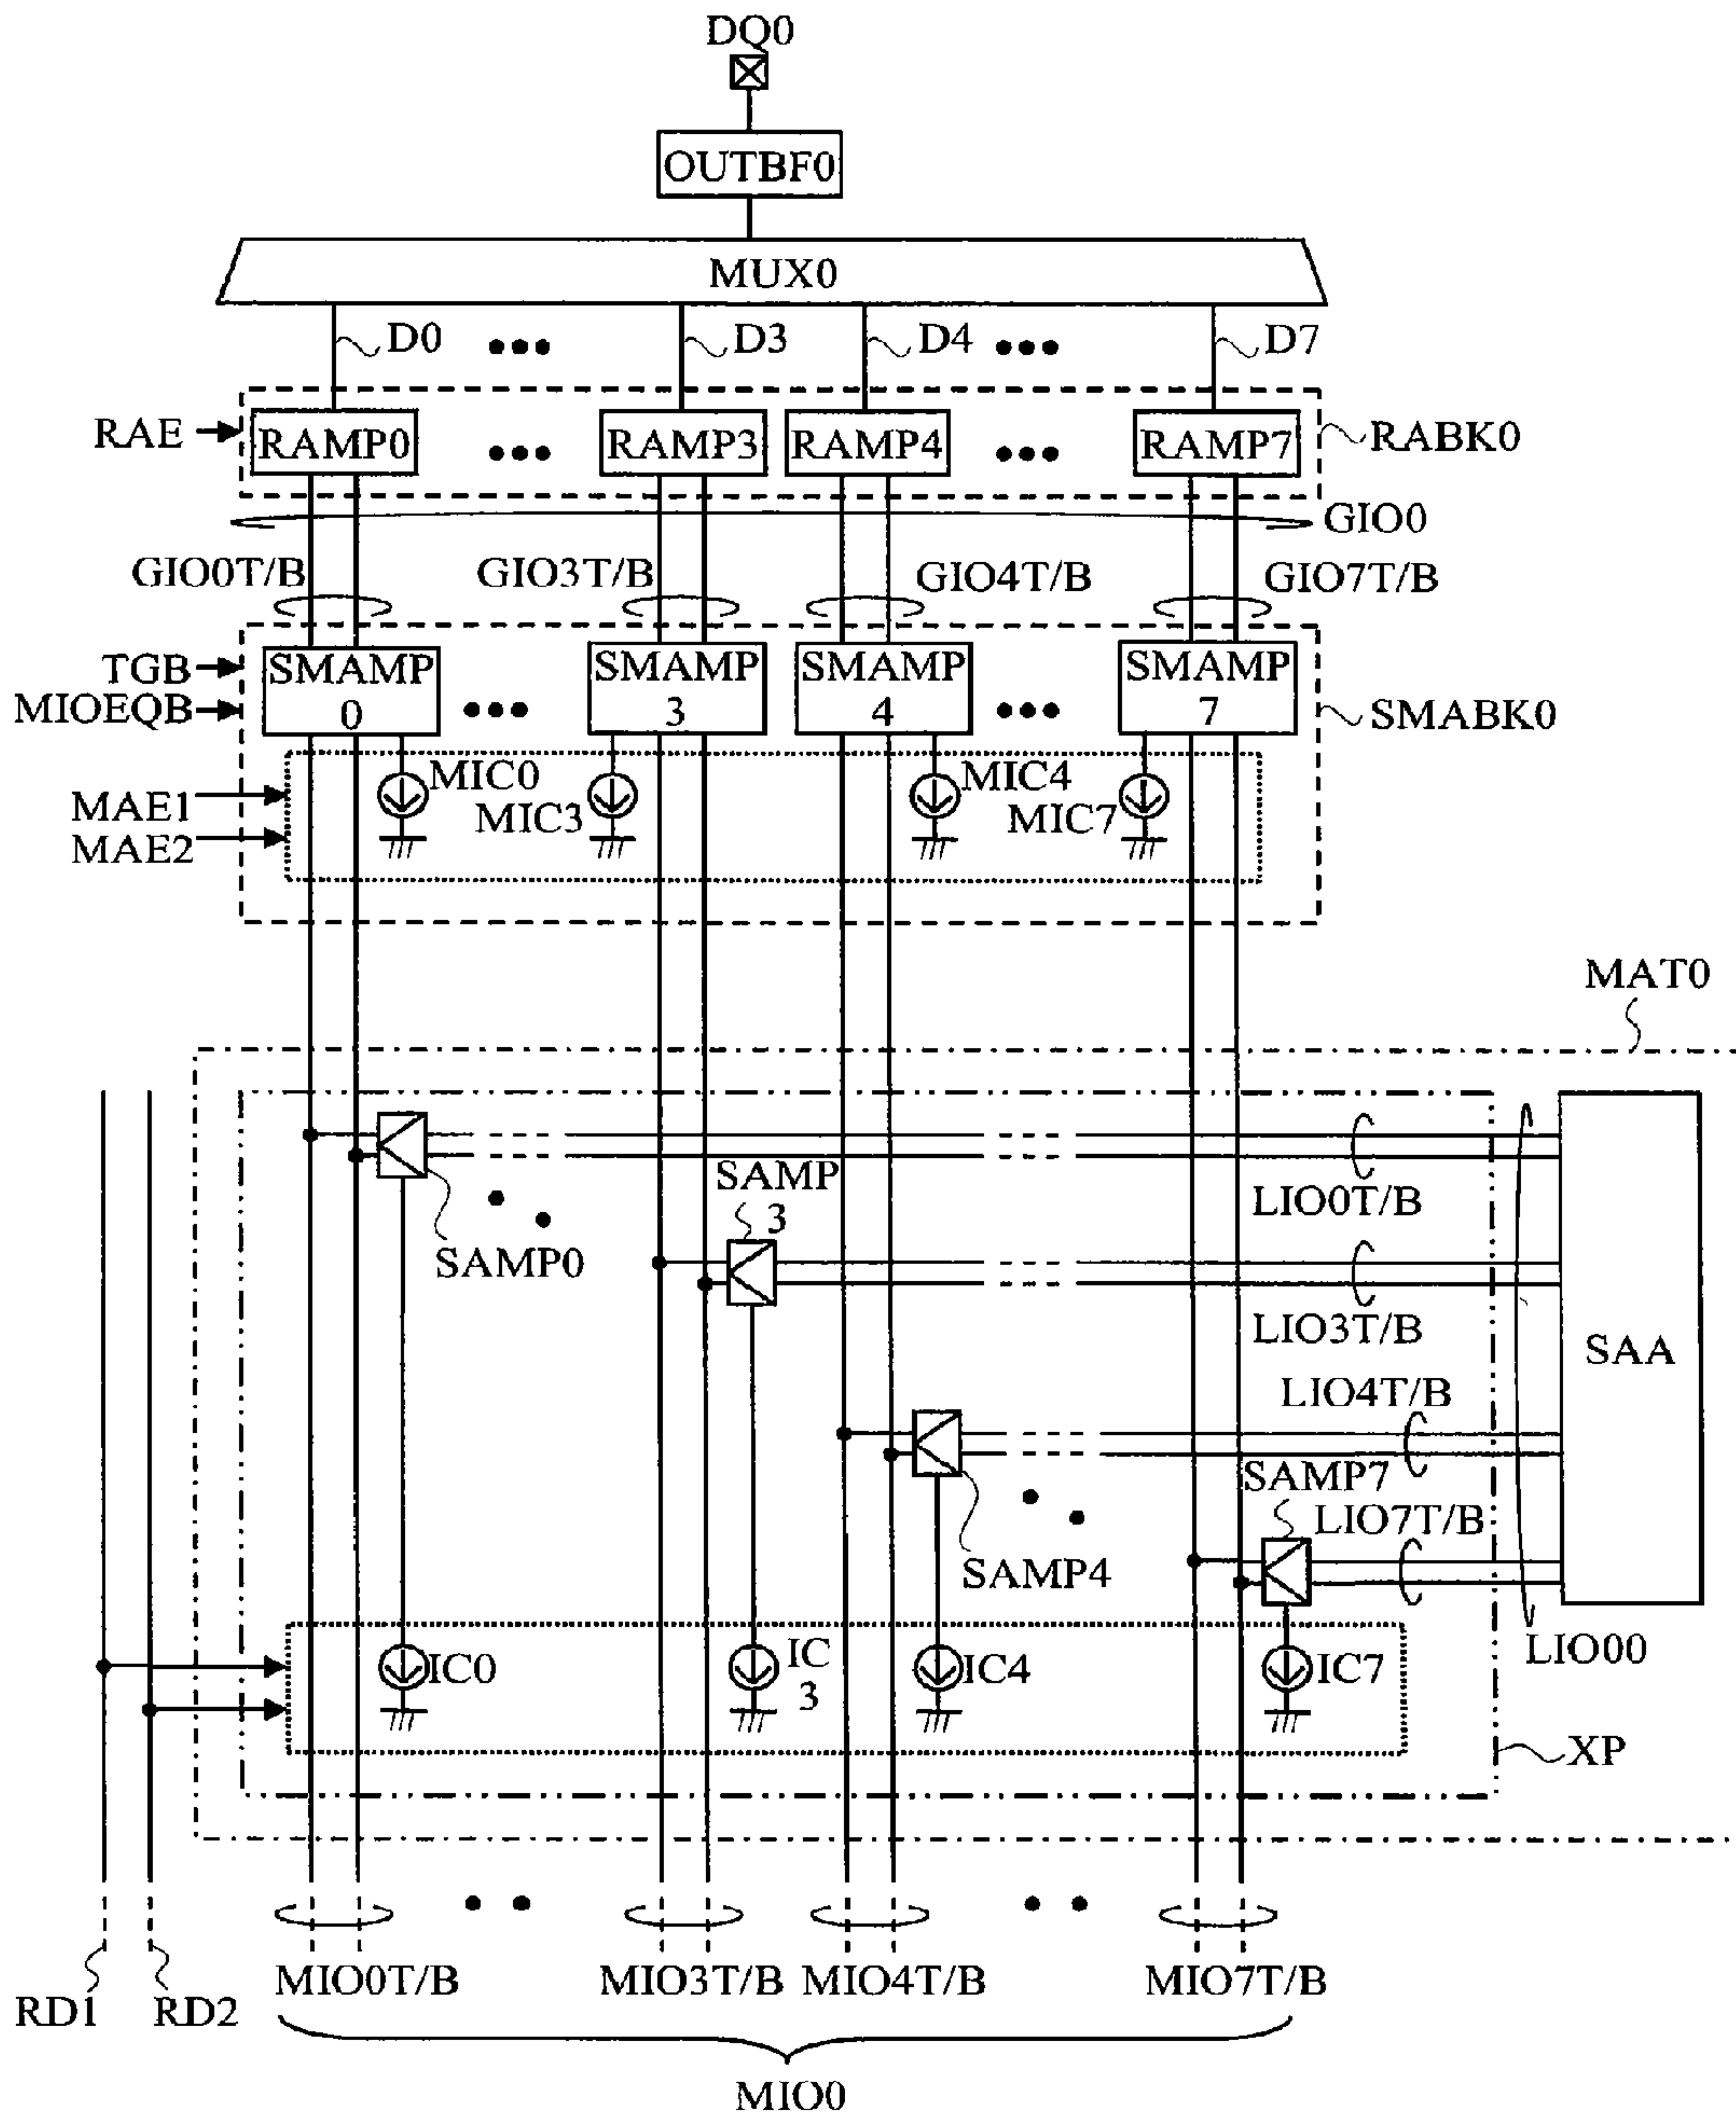 DQ0
OUTBF0
MUX0
D0
D3
D4
D7
RAE
RAMP0
RAMP3
RAMP4
RAMP7
RABK0
GIO0
GIO0T/B
GIO3T/B
GIO4T/B
GIO7T/B
TGB
MIOEQB
SMAMP
0
SMAMP
3
SMAMP
4
SMAMP
7
SMABK0
MAE1
MAE2
MIC0
MIC3
MIC4
MIC7
MAT0
SAMP0
SAMP
3
LIO0T/B
LIO3T/B
SAA
LIO4T/B
SAMP7
LIO7T/B
SAMP4
LIO00
IC0
IC
3
IC4
IC7
XP
RD1
RD2
MIO0T/B
MIO3T/B
MIO4T/B
MIO7T/B
MIO0